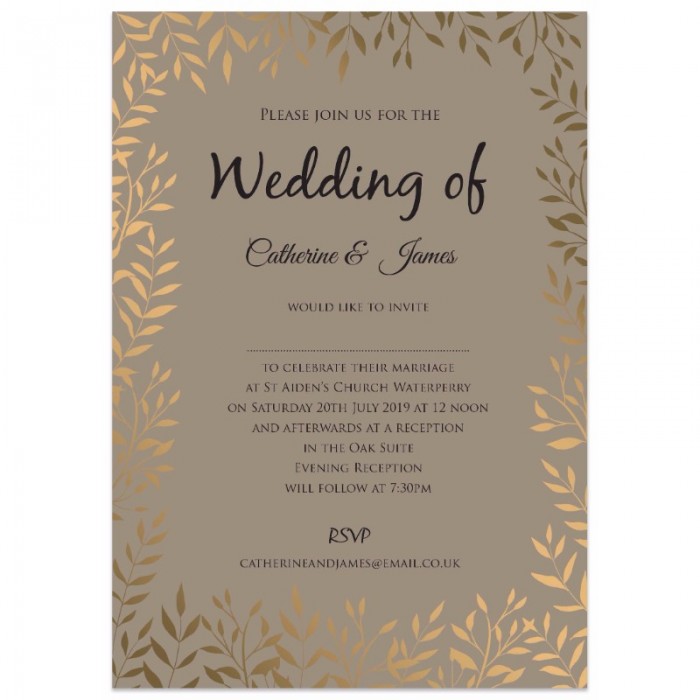 Please join us for the
Wedding of
Catherine & James
would like to invite
to celebrate their marriage
at St Aiden's Church Waterperry
on Saturday 20th July 2019 at 12 noon
and afterwards at a reception
in the Oak Suite
Evening Reception
will follow at 7:30pm
RSVP
catherineandjames@email.co.uk